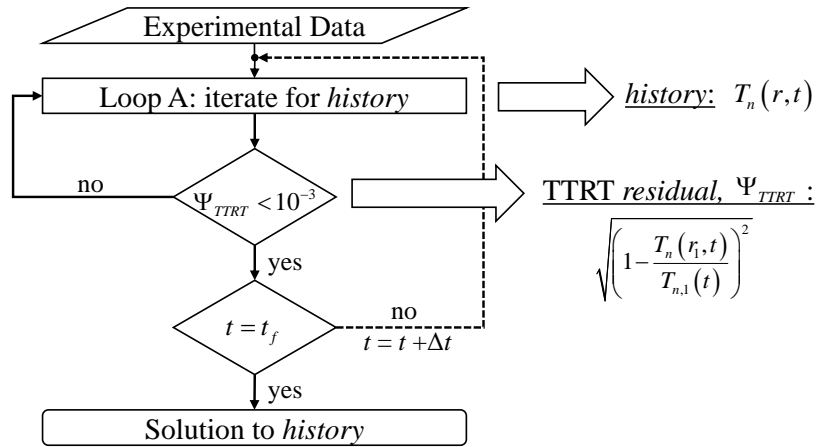 Experimental Data
Loop A: iterate for history
history: Tₙ(r,t)
no
Ψ_TTRT < 10⁻³
TTRT residual, Ψ_TTRT :
√((1 − Tₙ(r₁,t)/Tₙ,₁(t))²)
yes
t = t_f
no
t = t + Δt
yes
Solution to history